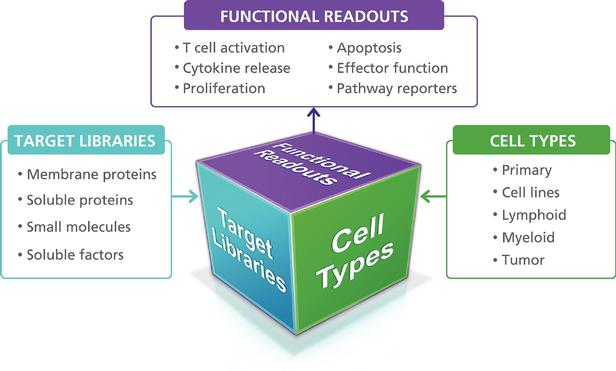 FUNCTIONAL READOUTS
• T cell activation
• Cytokine release
• Proliferation
• Apoptosis
• Effector function
• Pathway reporters
TARGET LIBRARIES
• Membrane proteins
• Soluble proteins
• Small molecules
• Soluble factors
CELL TYPES
• Primary
• Cell lines
• Lymphoid
• Myeloid
• Tumor
Functional
Readouts
Target
Libraries
Cell
Types